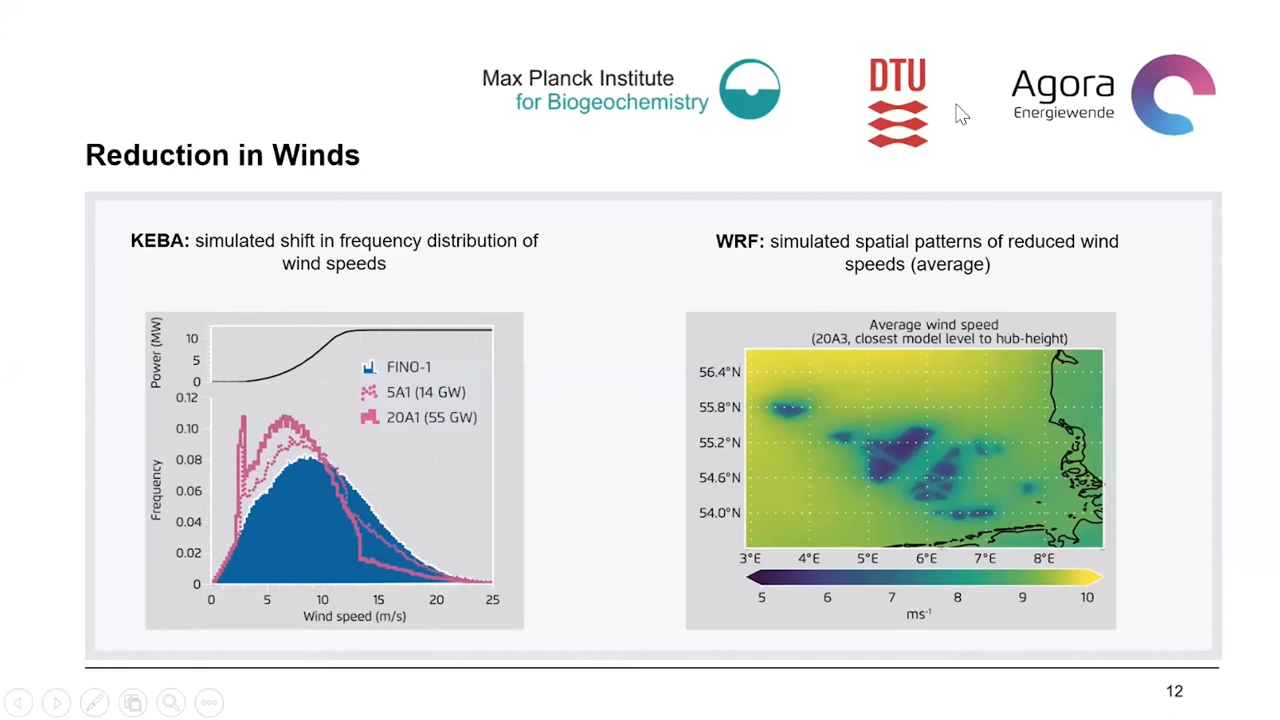 Max Planck Institute
for Biogeochemistry
DTU
Agora
Energiewende
Reduction in Winds
KEBA: simulated shift in frequency distribution of
wind speeds
Power (MW)
10
5
0
FINO-1
5A1 (14 GW)
20A1 (55 GW)
Frequency
0.12
0.10
0.08
0.06
0.04
0.02
0
0 5 10 15 20 25
Wind speed (m/s)
WRF: simulated spatial patterns of reduced wind
speeds (average)
Average wind speed
(20A3, closest model level to hub-height)
56.4°N
55.8°N
55.2°N
54.6°N
54.0°N
3°E 4°E 5°E 6°E 7°E 8°E
5 6 7 8 9 10
ms⁻¹
12